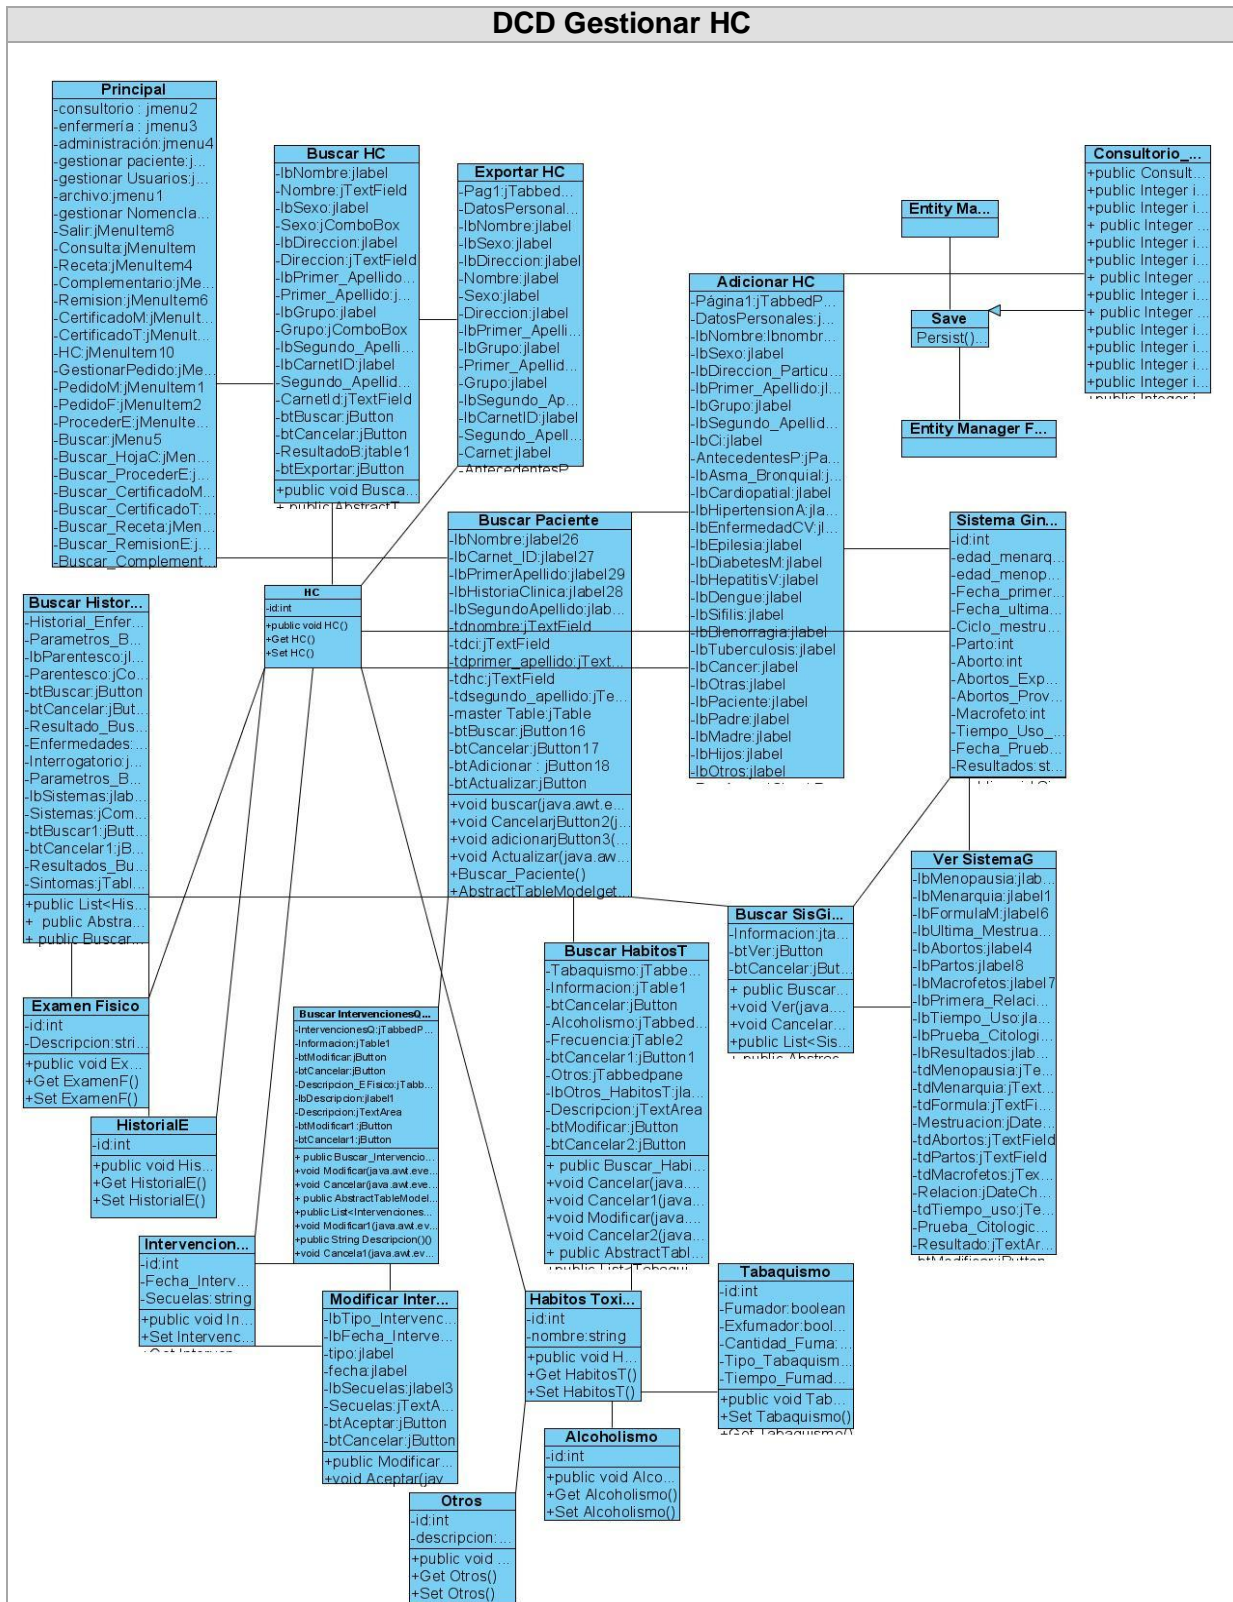 DCD Gestionar HC
Principal
-consultorio : jmenu2
-enfermería : jmenu3
-administración:jmenu4
-gestionar paciente:j...
-gestionar Usuarios:j...
-archivo:jmenu1
-gestionar Nomencla...
-Salir:jMenuItem8
-Consulta:jMenuItem
-Receta:jMenuItem4
-Complementario:jMe...
-Remision:jMenuItem6
-CertificadoM:jMenuIt...
-CertificadoT:jMenuIt...
-HC:jMenuItem10
-GestionarPedido:jMe...
-PedidoM:jMenuItem1
-PedidoF:jMenuItem2
-ProcederE:jMenuIte...
-Buscar:jMenu5
-Buscar_HojaC:jMen...
-Buscar_ProcederE:j...
-Buscar_CertificadoM...
-Buscar_CertificadoT:...
-Buscar_Receta:jMen...
-Buscar_RemisionE:j...
-Buscar_Complement...
Buscar HC
-lbNombre:jlabel
-Nombre:jTextField
-lbSexo:jlabel
-Sexo:jComboBox
-lbDireccion:jlabel
-Direccion:jTextField
-lbPrimer_Apellido:...
-Primer_Apellido:j...
-lbGrupo:jlabel
-Grupo:jComboBox
-lbSegundo_Apelli...
-lbCarnetID:jlabel
-Segundo_Apellid...
-CarnetId:jTextField
-btBuscar:jButton
-btCancelar:jButton
-ResultadoB:jtable1
-btExportar:jButton
+public void Busca...
+ public AbstractT...
Exportar HC
-Pag1:jTabbed...
-DatosPersonal...
-lbNombre:jlabel
-lbSexo:jlabel
-lbDireccion:jlabel
-Nombre:jlabel
-Sexo:jlabel
-Direccion:jlabel
-lbPrimer_Apelli...
-lbGrupo:jlabel
-Primer_Apellid...
-Grupo:jlabel
-lbSegundo_Ap...
-lbCarnetID:jlabel
-Segundo_Apell...
-Carnet:jlabel
-AntecedentesP...
Adicionar HC
-Página1:jTabbedP...
-DatosPersonales:j...
-lbNombre:lbnombr...
-lbSexo:jlabel
-lbDireccion_Particu...
-lbPrimer_Apellido:jl...
-lbGrupo:jlabel
-lbSegundo_Apellid...
-lbCi:jlabel
-AntecedentesP:jPa...
-lbAsma_Bronquial:j...
-lbCardiopatial:jlabel
-lbHipertensionA:jla...
-lbEnfermedadCV:jl...
-lbEpilesia:jlabel
-lbDiabetesM:jlabel
-lbHepatitisV:jlabel
-lbDengue:jlabel
-lbSifilis:jlabel
-lbBlenorragia:jlabel
-lbTuberculosis:jlabel
-lbCancer:jlabel
-lbOtras:jlabel
-lbPaciente:jlabel
-lbPadre:jlabel
-lbMadre:jlabel
-lbHijos:jlabel
-lbOtros:jlabel
Entity Ma...
Save
Persist()...
Entity Manager F...
Consultorio_...
+public Consult...
+public Integer i...
+public Integer i...
+ public Integer ...
+public Integer i...
+public Integer i...
+ public Integer ...
+public Integer i...
+ public Integer ...
+public Integer i...
+public Integer i...
+public Integer i...
+public Integer i...
+public Integer i...
Buscar Paciente
-lbNombre:jlabel26
-lbCarnet_ID:jlabel27
-lbPrimerApellido:jlabel29
-lbHistoriaClinica:jlabel28
-lbSegundoApellido:jlab...
-tdnombre:jTextField
-tdci:jTextField
-tdprimer_apellido:jText...
-tdhc:jTextField
-tdsegundo_apellido:jTe...
-master Table:jTable
-btBuscar:jButton16
-btCancelar:jButton17
-btAdicionar : jButton18
-btActualizar:jButton
+void buscar(java.awt.e...
+void CancelarjButton2(j...
+void adicionarjButton3(...
+void Actualizar(java.aw...
+Buscar_Paciente()
+AbstractTableModelget...
HC
-id:int
+public void HC()
+Get HC()
+Set HC()
Sistema Gin...
-id:int
-edad_menarq...
-edad_menop...
-Fecha_primer...
-Fecha_ultima...
-Ciclo_mestru...
-Parto:int
-Aborto:int
-Abortos_Exp...
-Abortos_Prov...
-Macrofeto:int
-Tiempo_Uso_...
-Fecha_Prueb...
-Resultados:st...
Buscar Histor...
-Historial_Enfer...
-Parametros_B...
-lbParentesco:jl...
-Parentesco:jCo...
-btBuscar:jButton
-btCancelar:jBut...
-Resultado_Bus...
-Enfermedades:...
-Interrogatorio:j...
-Parametros_B...
-lbSistemas:jlab...
-Sistemas:jCom...
-btBuscar1:jButt...
-btCancelar1:jB...
-Resultados_Bu...
-Sintomas:jTabl...
+public List<His...
+ public Abstra...
+ public Buscar...
Ver SistemaG
-lbMenopausia:jlab...
-lbMenarquia:jlabel1
-lbFormulaM:jlabel6
-lbUltima_Mestrua...
-lbAbortos:jlabel4
-lbPartos:jlabel8
-lbMacrofetos:jlabel7
-lbPrimera_Relaci...
-lbTiempo_Uso:jla...
-lbPrueba_Citologi...
-lbResultados:jlab...
-tdMenopausia:jTe...
-tdMenarquia:jText...
-tdFormula:jTextFi...
-Mestruacion:jDate...
-tdAbortos:jTextField
-tdPartos:jTextField
-tdMacrofetos:jTex...
-Relacion:jDateCh...
-tdTiempo_uso:jTe...
-Prueba_Citologic...
-Resultado:jTextAr...
-btModificar:jButton
Buscar SisGi...
-Informacion:jta...
-btVer:jButton
-btCancelar:jBut...
+ public Buscar...
+void Ver(java....
+void Cancelar...
+public List<Sis...
+ public Abstrac...
Buscar HabitosT
-Tabaquismo:jTabbe...
-Informacion:jTable1
-btCancelar:jButton
-Alcoholismo:jTabbed...
-Frecuencia:jTable2
-btCancelar1:jButton1
-Otros:jTabbedpane
-lbOtros_HabitosT:jla...
-Descripcion:jTextArea
-btModificar:jButton
-btCancelar2:jButton
+ public Buscar_Habi...
+void Cancelar(java....
+void Cancelar1(java...
+void Modificar(java....
+void Cancelar2(java...
+ public AbstractTabl...
+public List<Tabaqui...
Examen Fisico
-id:int
-Descripcion:stri...
+public void Ex...
+Get ExamenF()
+Set ExamenF()
Buscar IntervencionesQ...
-IntervencionesQ:jTabbedP...
-Informacion:jTable1
-btModificar:jButton
-btCancelar:jButton
-Descripcion_EFisico:jTabb...
-lbDescripcion:jlabel1
-Descripcion:jTextArea
-btModificar1:jButton
-btCancelar1:jButton
+ public Buscar_Intervencio...
+void Modificar(java.awt.eve...
+void Cancelar(java.awt.eve...
+ public AbstractTableModel...
+public List<Intervenciones...
+void Modificar1(java.awt.ev...
+public String Descripcion()()
+void Cancela1(java.awt.ev...
HistorialE
-id:int
+public void His...
+Get HistorialE()
+Set HistorialE()
Intervencion...
-id:int
-Fecha_Interv...
-Secuelas:string
+public void In...
+Set Intervenc...
+Get Interven...
Modificar Inter...
-lbTipo_Intervenc...
-lbFecha_Interve...
-tipo:jlabel
-fecha:jlabel
-lbSecuelas:jlabel3
-Secuelas:jTextA...
-btAceptar:jButton
-btCancelar:jButton
+public Modificar...
+void Aceptar(jav...
Habitos Toxi...
-id:int
-nombre:string
+public void H...
+Get HabitosT()
+Set HabitosT()
Tabaquismo
-id:int
-Fumador:boolean
-Exfumador:bool...
-Cantidad_Fuma:...
-Tipo_Tabaquism...
-Tiempo_Fumad...
+public void Tab...
+Set Tabaquismo()
+Get Tabaquismo()
Alcoholismo
-id:int
+public void Alco...
+Get Alcoholismo()
+Set Alcoholismo()
Otros
-id:int
-descripcion:...
+public void ...
+Get Otros()
+Set Otros()